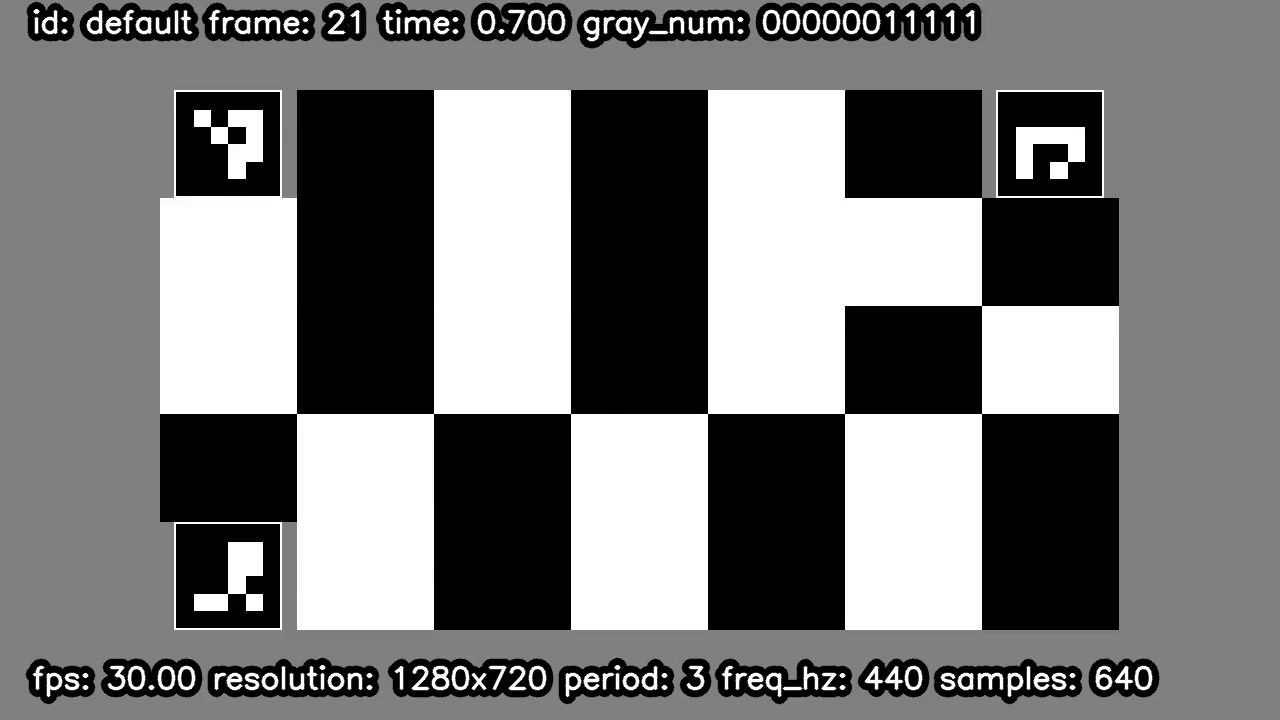 id: default frame: 21 time: 0.700 gray_num: 00000011111
fps: 30.00 resolution: 1280x720 period: 3 freq_hz: 440 samples: 640